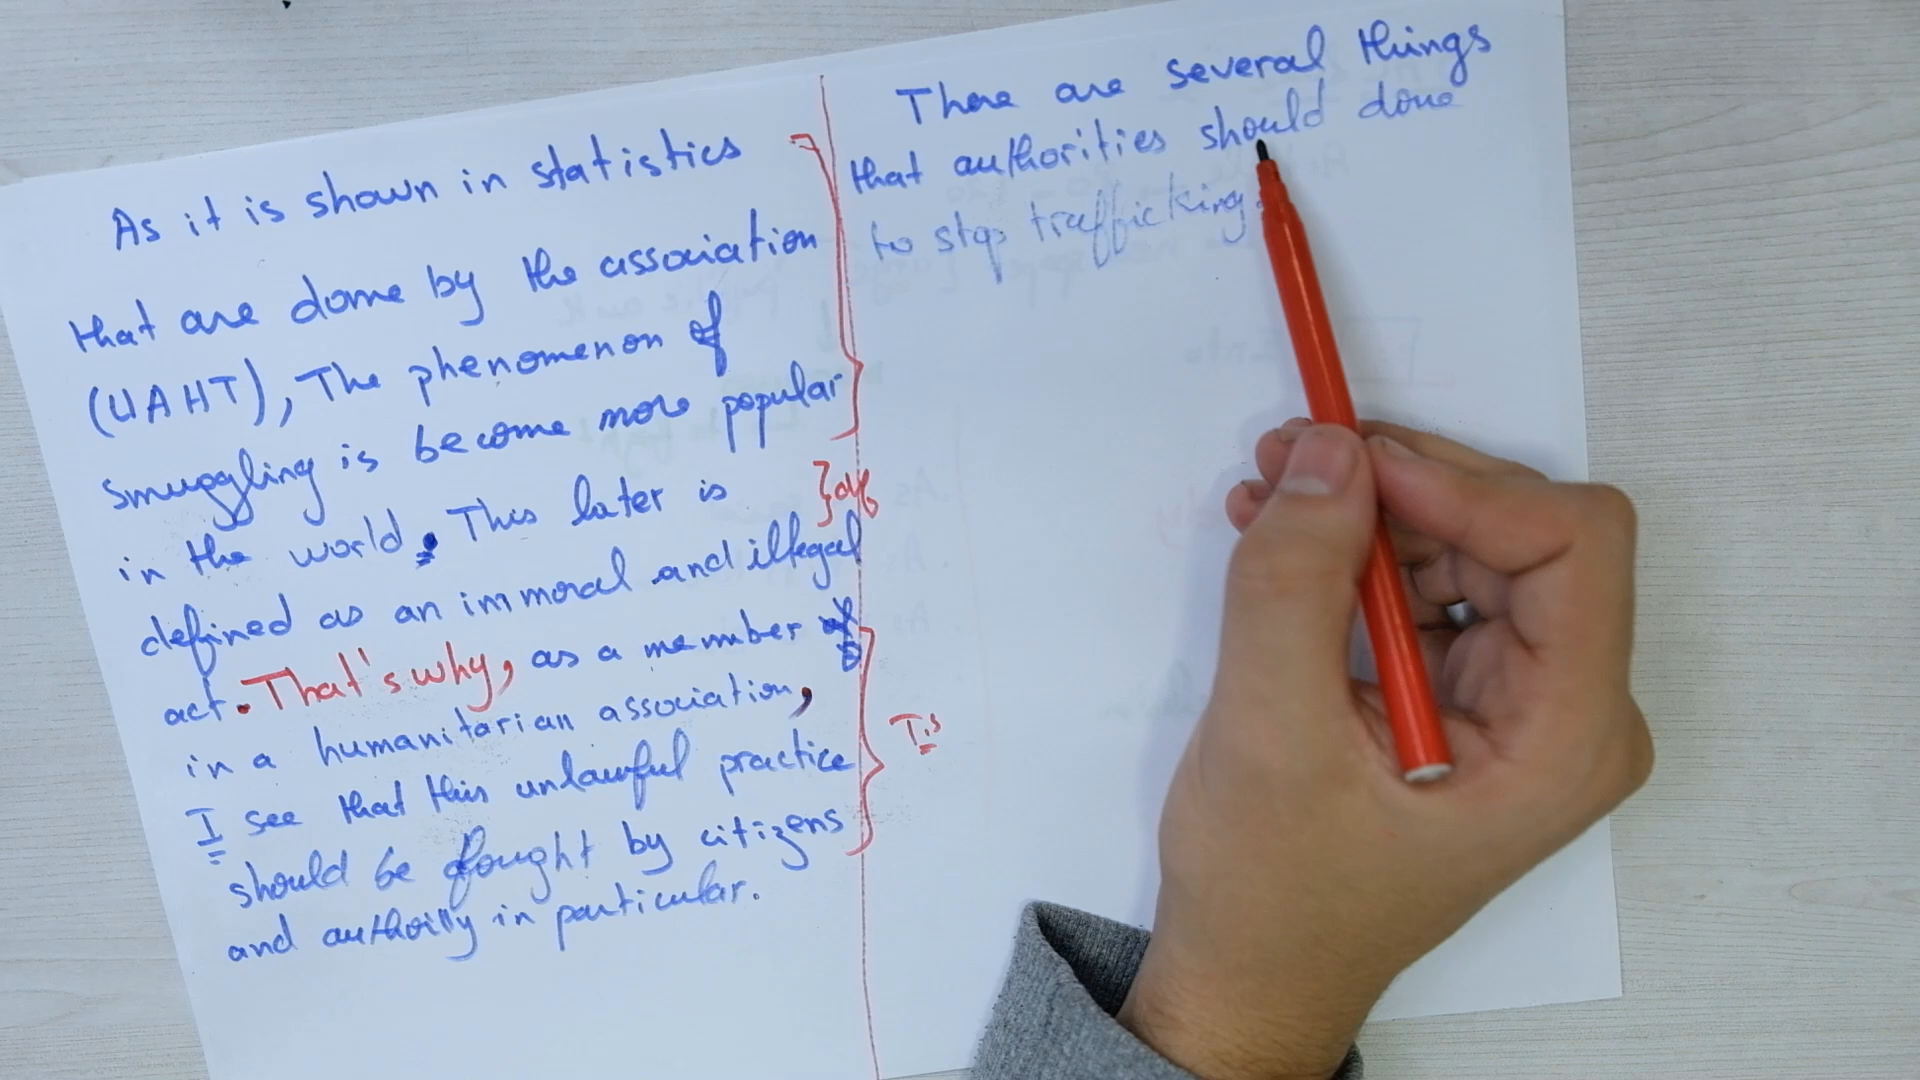 As it is shown in statistics
that are done by the association
(UAHT), The phenomenon of
smuggling is become more popular
in the world. This later is
defined as an immoral and illegal
act. That's why, as a member
in a humanitarian association,
I see that this unlawful practice
should be fought by citizens
and authority in particular.
def
T.s
There are several things
that authorities should done
to stop trafficking.